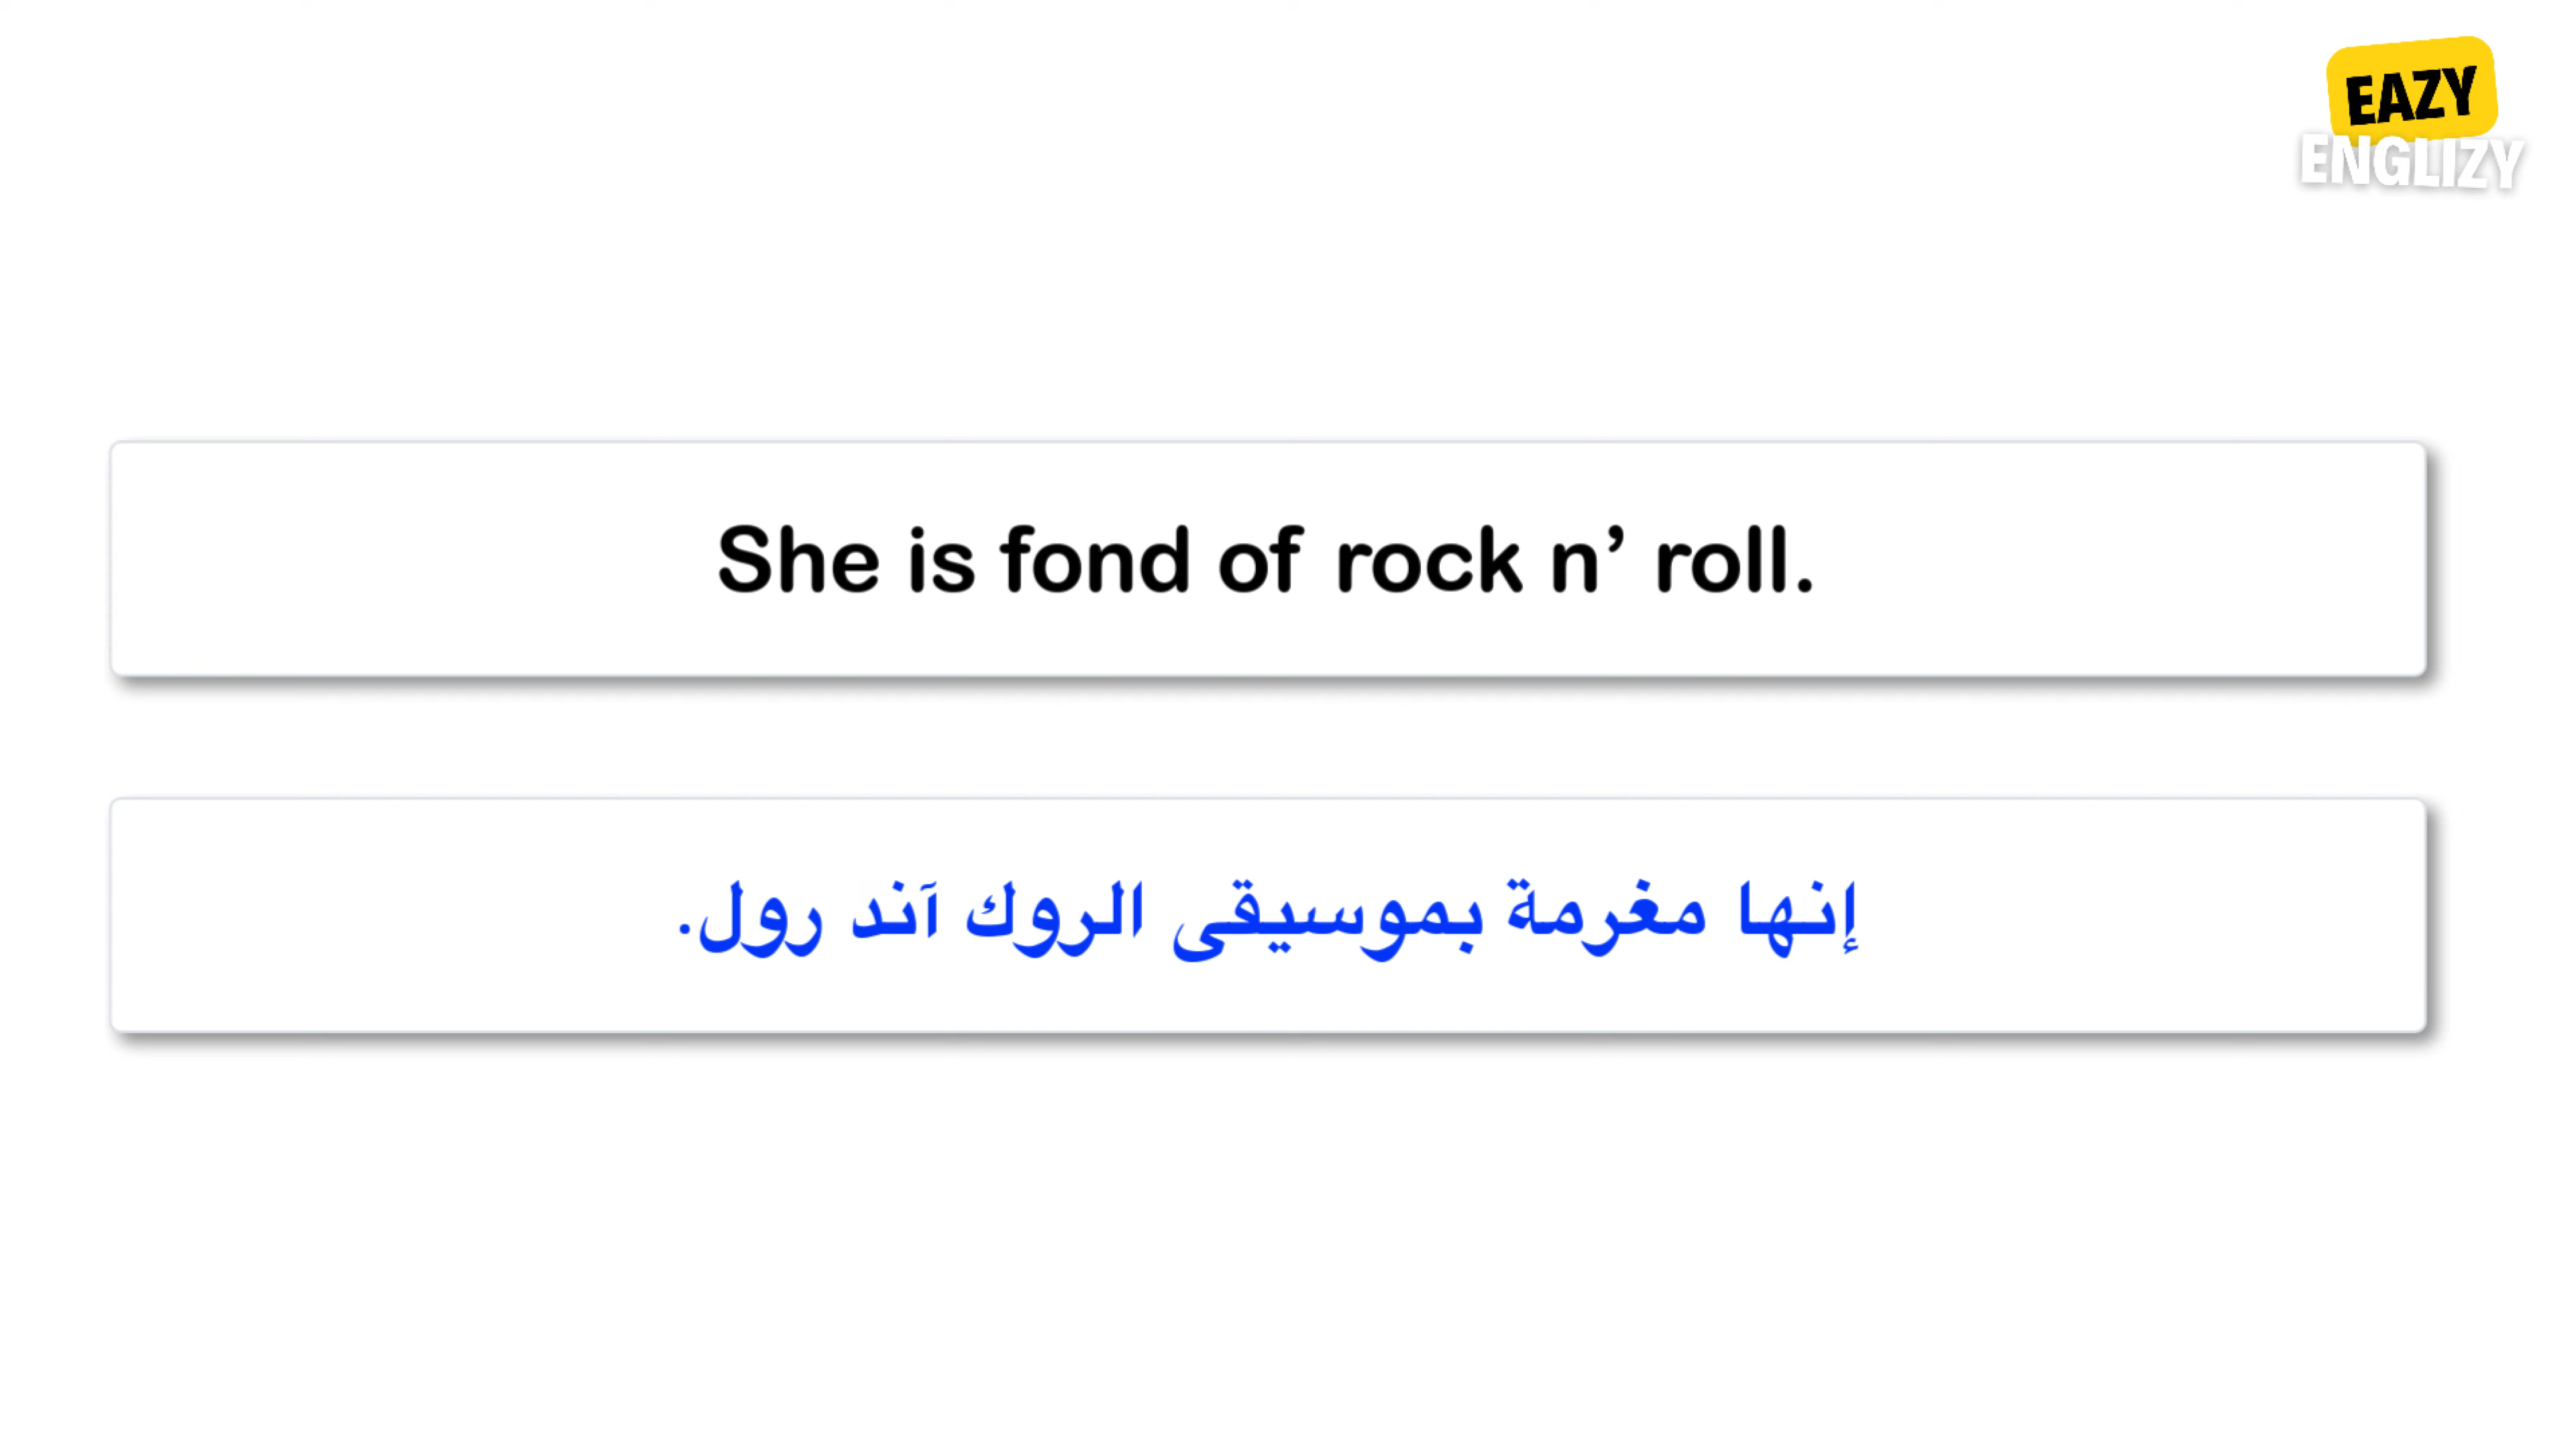 EAZY
ENGLIZY
She is fond of rock n’ roll.
إنها مغرمة بموسيقى الروك آند رول.